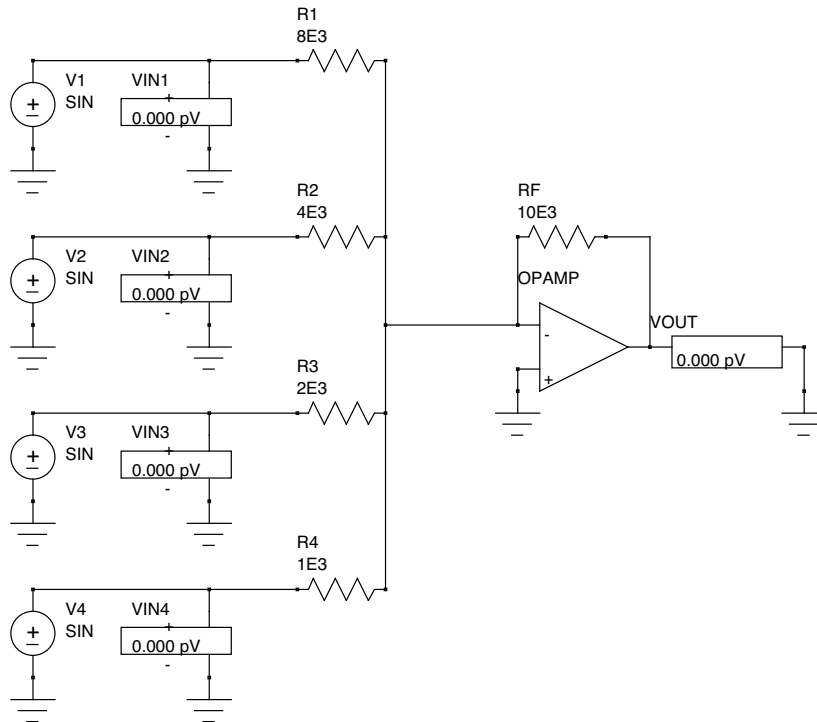 R1
8E3
V1
SIN
VIN1
+
0.000 pV
-
R2
4E3
V2
SIN
VIN2
+
0.000 pV
-
RF
10E3
OPAMP
-
+
VOUT
0.000 pV
R3
2E3
V3
SIN
VIN3
+
0.000 pV
-
R4
1E3
V4
SIN
VIN4
+
0.000 pV
-